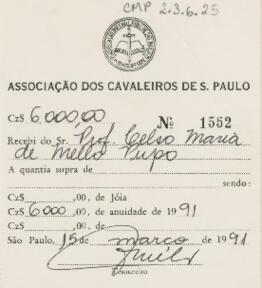 CMP 2.3.6.25
ASSOCIAÇÃO DOS CAVALEIROS DE S. PAULO
Cz$ 6.000,00 Nº 1552
Recebi do Sr. Prof. Celso Maria
de Mello Pupo
A quantia supra de
sendo:
Cz$ ,00, de Jóia
Cz$ 6000 ,00, de anuidade de 1991
Cz$ ,00, de
São Paulo, 15 de março de 1991
Tesoureiro